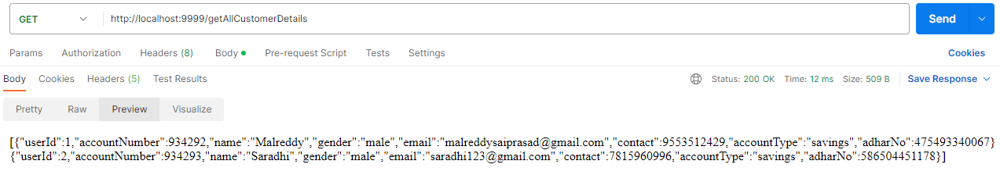 GET http://localhost:9999/getAllCustomerDetails Send
Params Authorization Headers (8) Body Pre-request Script Tests Settings Cookies
Body Cookies Headers (5) Test Results Status: 200 OK Time: 12 ms Size: 509 B Save Response
Pretty Raw Preview Visualize
[{"userId":1,"accountNumber":934292,"name":"Malreddy","gender":"male","email":"malreddysaiprasad@gmail.com","contact":9553512429,"accountType":"savings","adharNo":475493340067}
{"userId":2,"accountNumber":934293,"name":"Saradhi","gender":"male","email":"saradhi123@gmail.com","contact":7815960996,"accountType":"savings","adharNo":586504451178}]